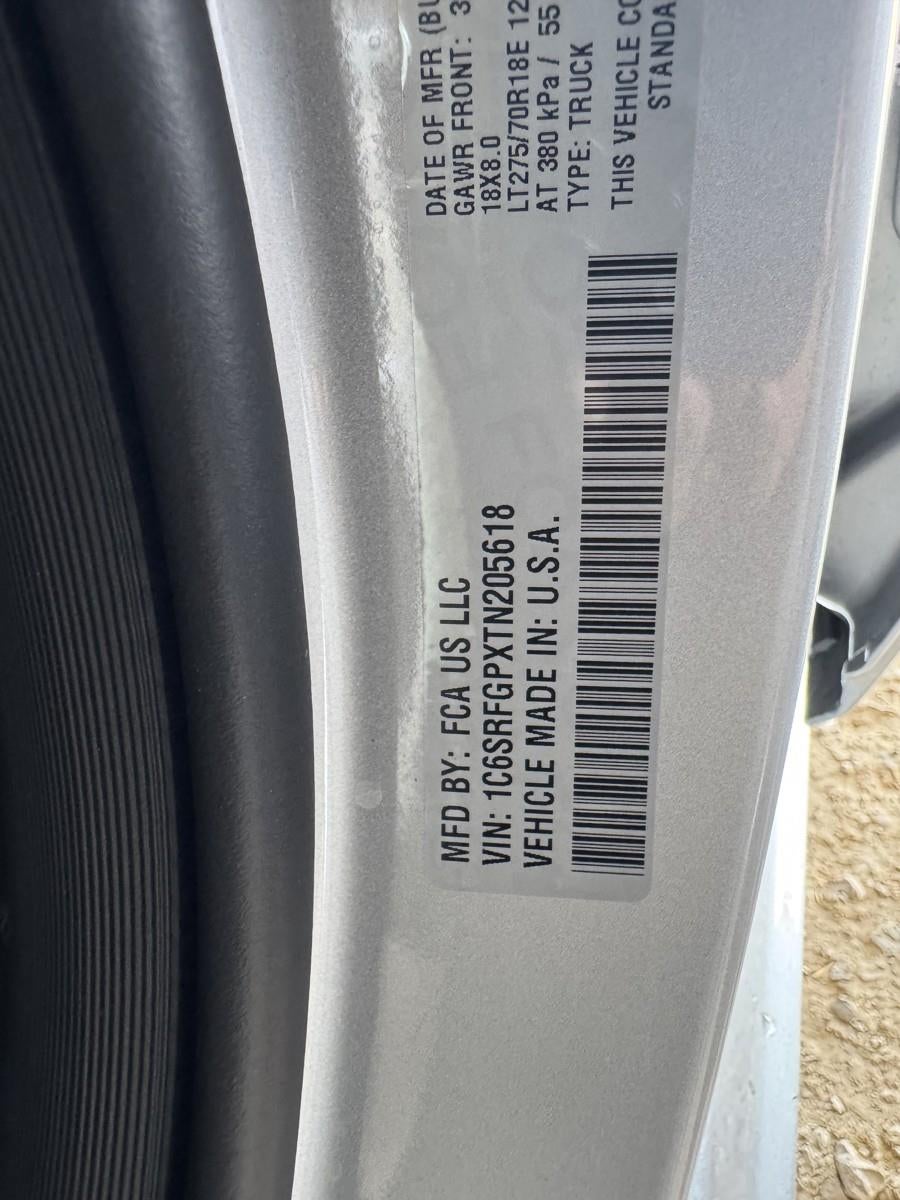 MFD BY: FCA US LLC
VIN: 1C6SRFGPXTN205618
VEHICLE MADE IN: U.S.A.
DATE OF MFR (BU
GAWR FRONT: 3
18X8.0
LT275/70R18E 12
AT 380 kPa / 55
TYPE: TRUCK
THIS VEHICLE CO
STANDA